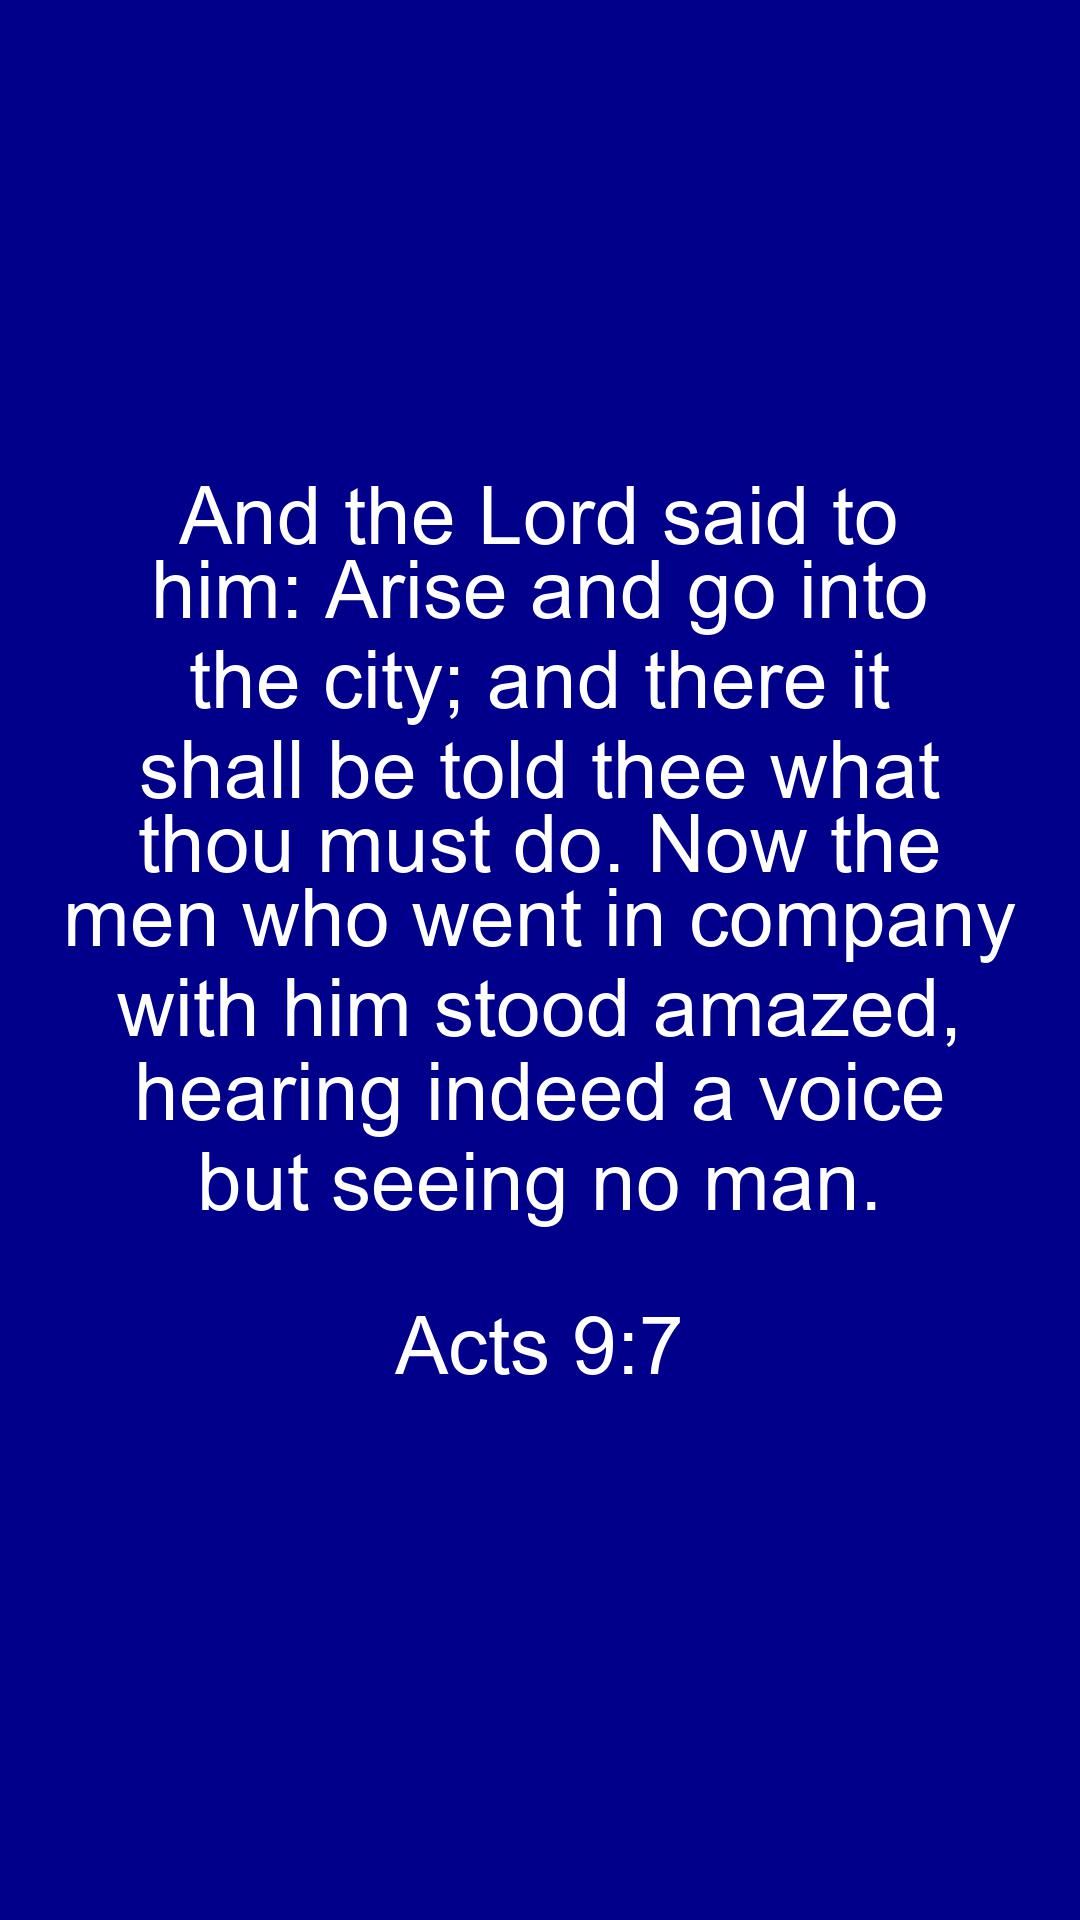 And the Lord said to
him: Arise and go into
the city; and there it
shall be told thee what
thou must do. Now the
men who went in company
with him stood amazed,
hearing indeed a voice
but seeing no man.
Acts 9:7